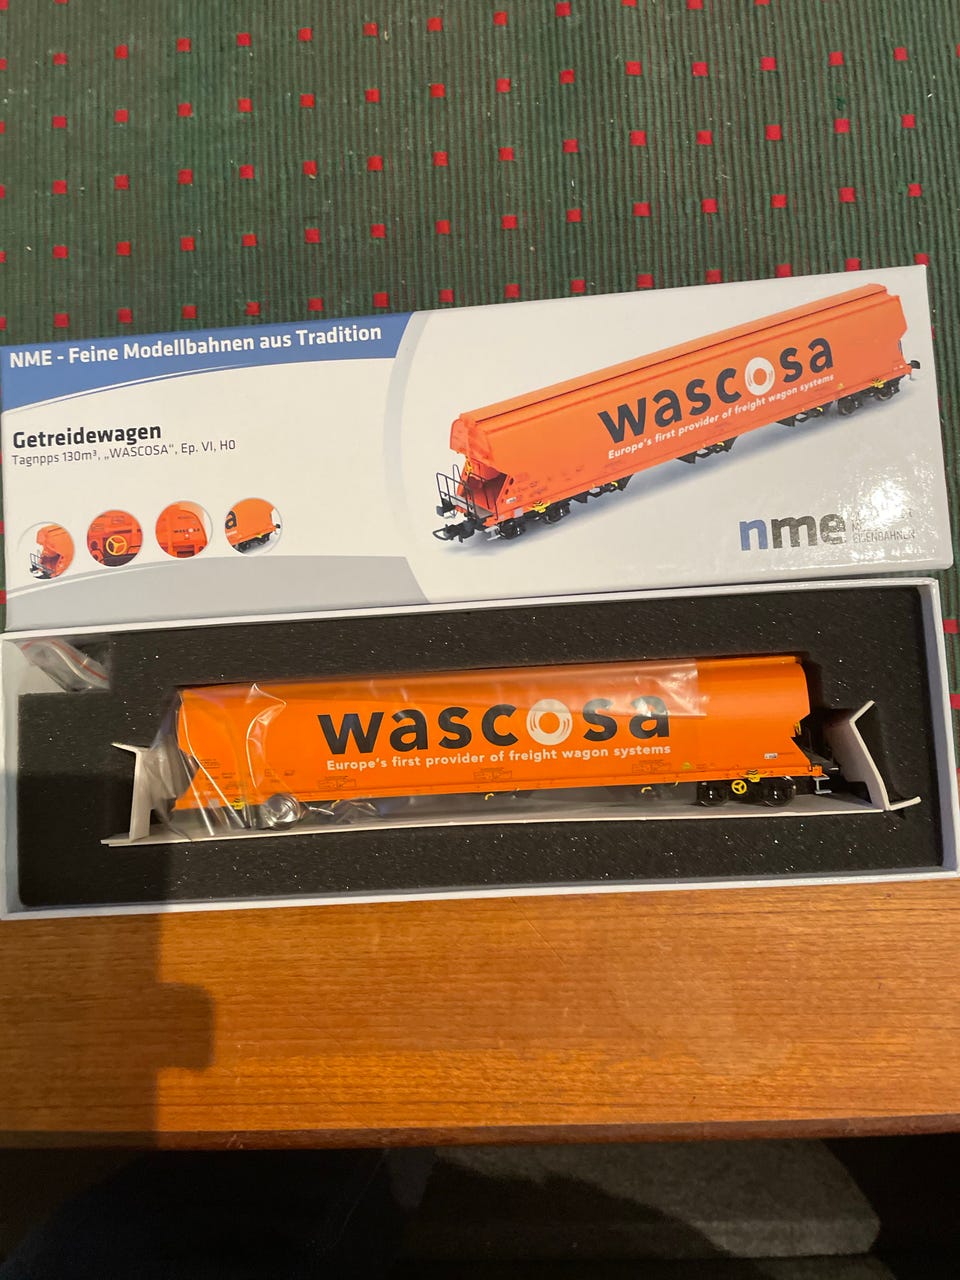 NME - Feine Modellbahnen aus Tradition
Getreidewagen
Tagnpps 130m³, „WASCOSA“, Ep. VI, H0
wascosa
Europe's first provider of freight wagon systems
nme
EISENBAHNEN
wascosa
Europe's first provider of freight wagon systems